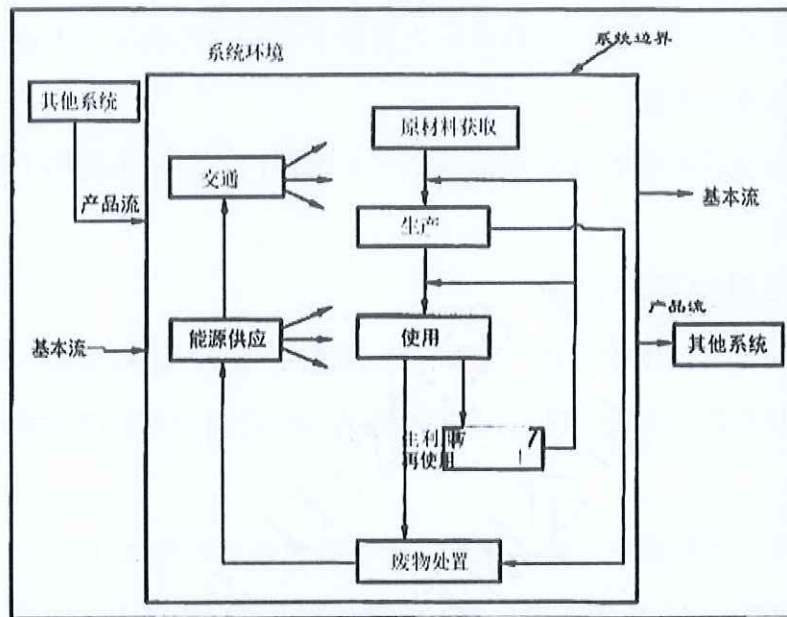 系统环境
系统边界
其他系统
原材料获取
交通
产品流
基本流
生产
产品流
基本流
能源供应
使用
其他系统
再使用
废物处置